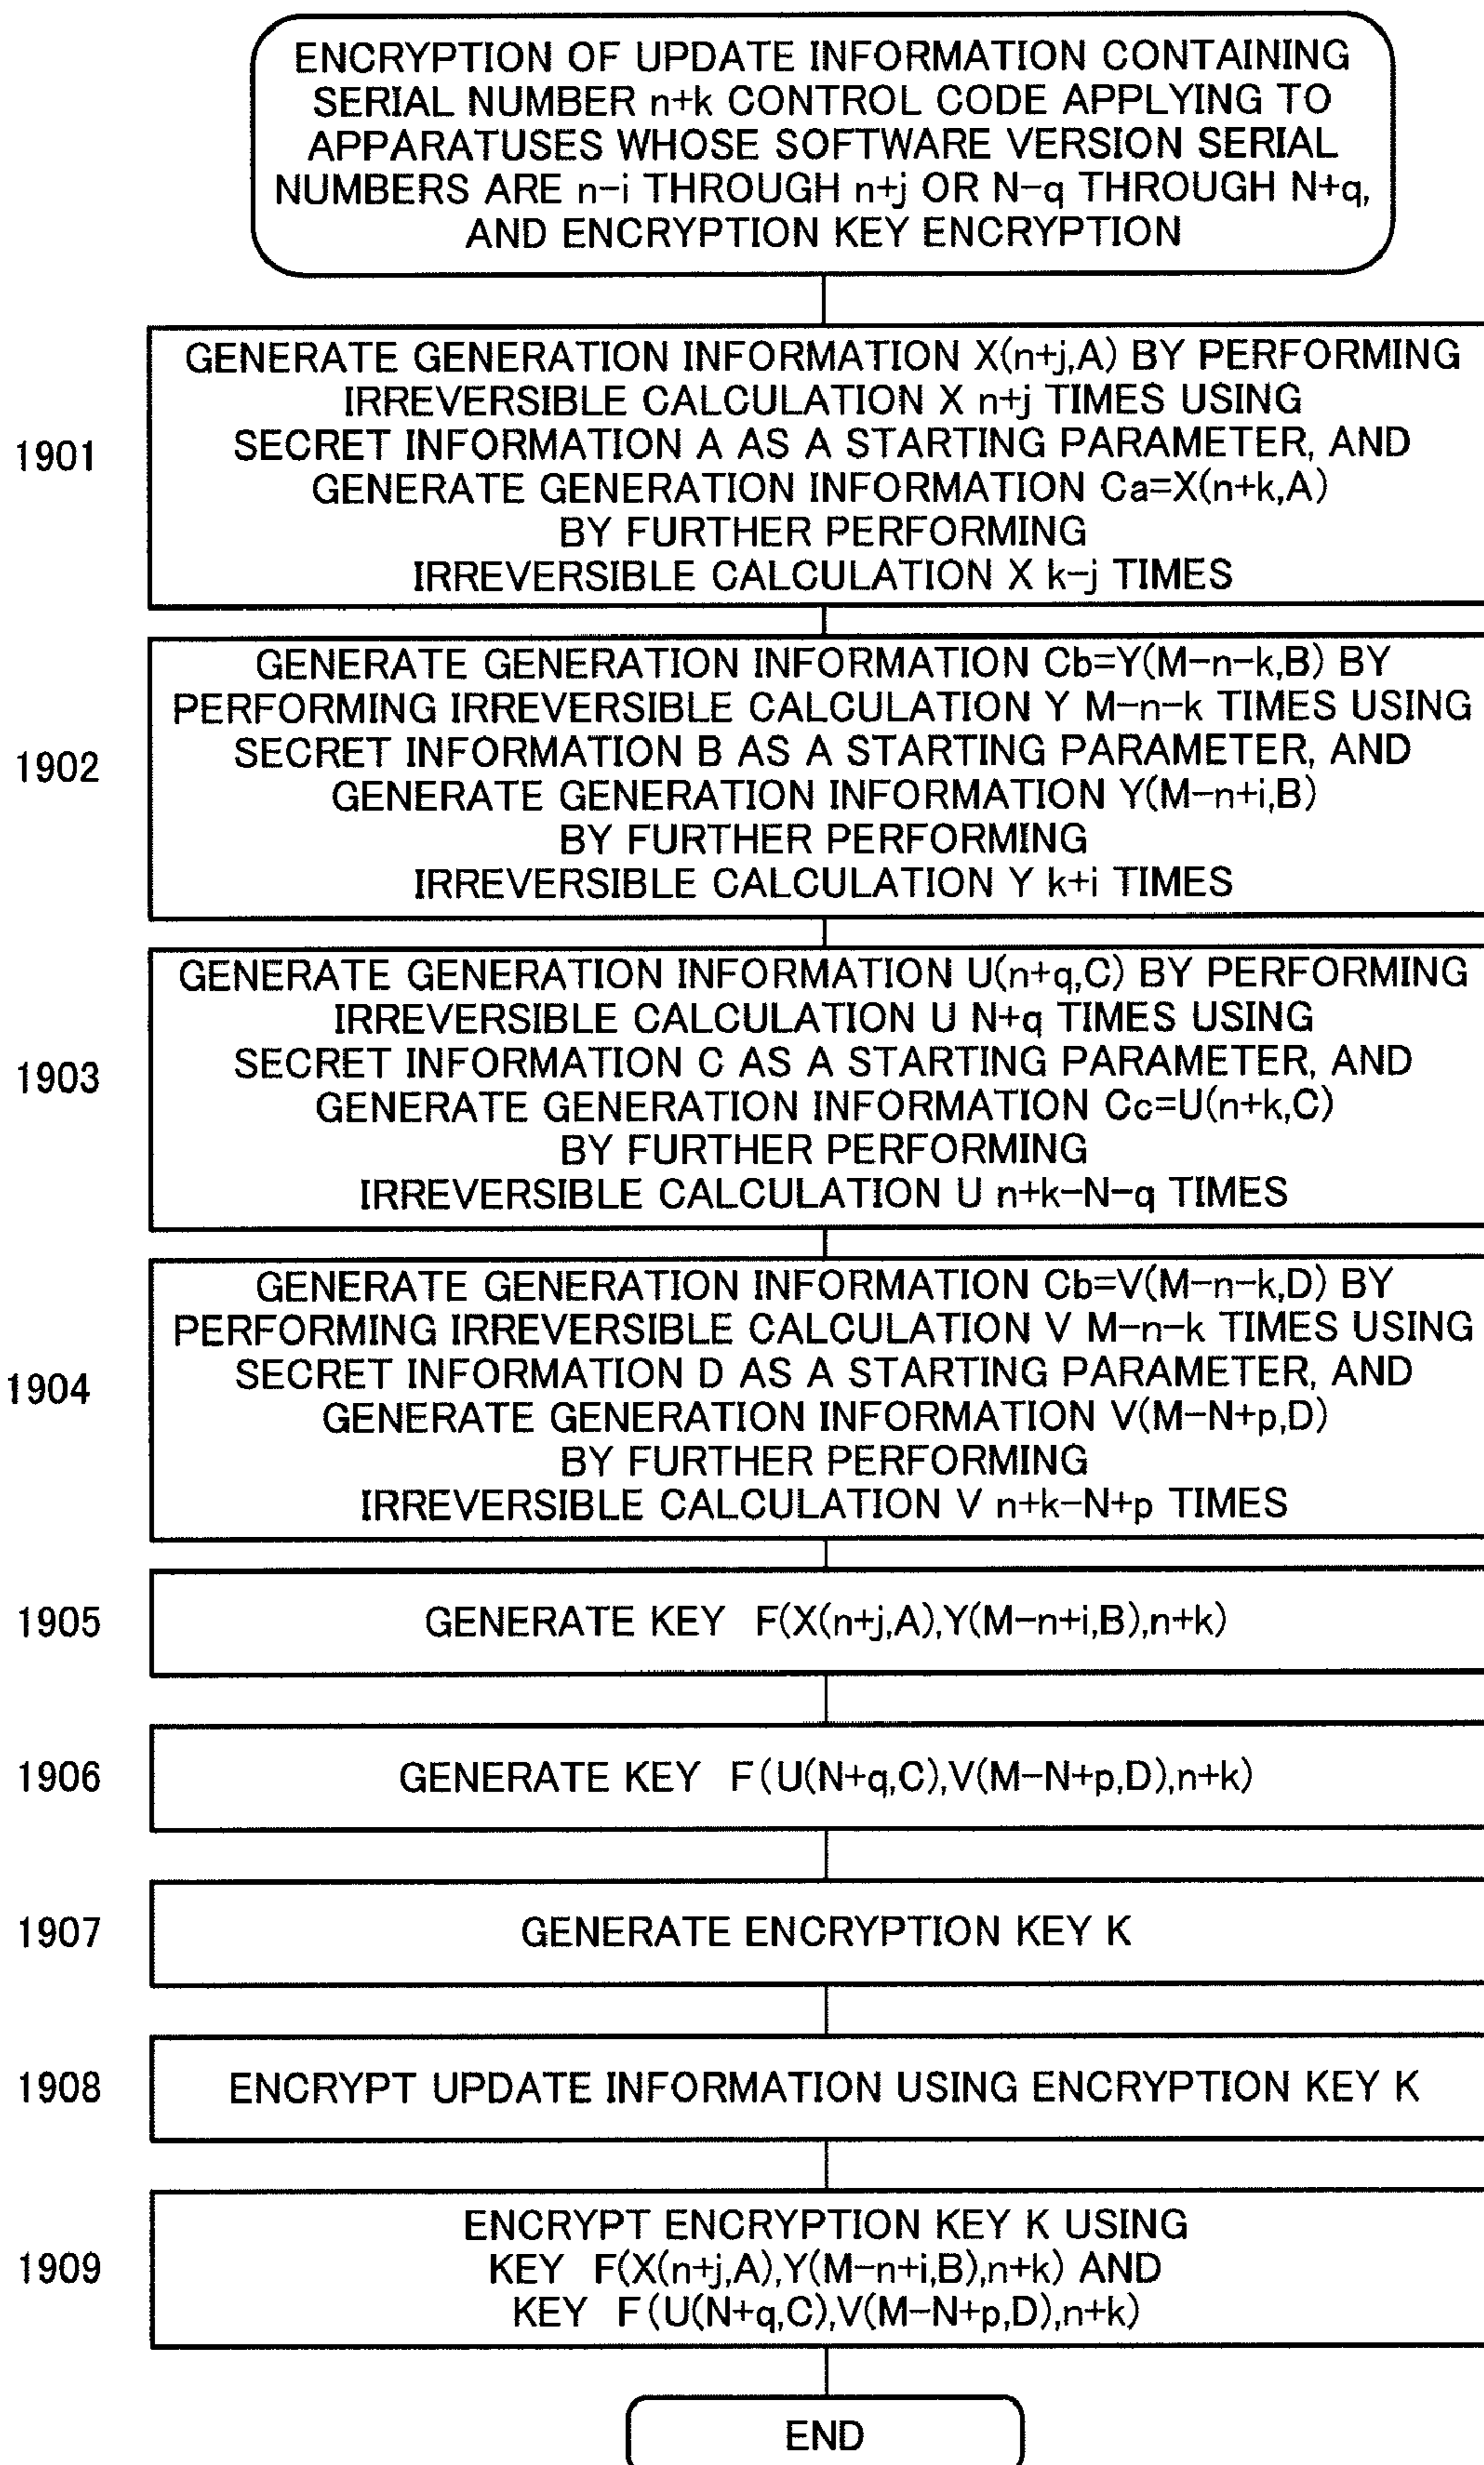 ENCRYPTION OF UPDATE INFORMATION CONTAINING
SERIAL NUMBER n+k CONTROL CODE APPLYING TO
APPARATUSES WHOSE SOFTWARE VERSION SERIAL
NUMBERS ARE n-i THROUGH n+j OR N-q THROUGH N+q,
AND ENCRYPTION KEY ENCRYPTION
1901
GENERATE GENERATION INFORMATION X(n+j,A) BY PERFORMING
IRREVERSIBLE CALCULATION X n+j TIMES USING
SECRET INFORMATION A AS A STARTING PARAMETER, AND
GENERATE GENERATION INFORMATION Ca=X(n+k,A)
BY FURTHER PERFORMING
IRREVERSIBLE CALCULATION X k-j TIMES
1902
GENERATE GENERATION INFORMATION Cb=Y(M-n-k,B) BY
PERFORMING IRREVERSIBLE CALCULATION Y M-n-k TIMES USING
SECRET INFORMATION B AS A STARTING PARAMETER, AND
GENERATE GENERATION INFORMATION Y(M-n+i,B)
BY FURTHER PERFORMING
IRREVERSIBLE CALCULATION Y k+i TIMES
1903
GENERATE GENERATION INFORMATION U(n+q,C) BY PERFORMING
IRREVERSIBLE CALCULATION U N+q TIMES USING
SECRET INFORMATION C AS A STARTING PARAMETER, AND
GENERATE GENERATION INFORMATION Cc=U(n+k,C)
BY FURTHER PERFORMING
IRREVERSIBLE CALCULATION U n+k-N-q TIMES
1904
GENERATE GENERATION INFORMATION Cb=V(M-n-k,D) BY
PERFORMING IRREVERSIBLE CALCULATION V M-n-k TIMES USING
SECRET INFORMATION D AS A STARTING PARAMETER, AND
GENERATE GENERATION INFORMATION V(M-N+p,D)
BY FURTHER PERFORMING
IRREVERSIBLE CALCULATION V n+k-N+p TIMES
1905
GENERATE KEY F(X(n+j,A),Y(M-n+i,B),n+k)
1906
GENERATE KEY F(U(N+q,C),V(M-N+p,D),n+k)
1907
GENERATE ENCRYPTION KEY K
1908
ENCRYPT UPDATE INFORMATION USING ENCRYPTION KEY K
1909
ENCRYPT ENCRYPTION KEY K USING
KEY F(X(n+j,A),Y(M-n+i,B),n+k) AND
KEY F(U(N+q,C),V(M-N+p,D),n+k)
END